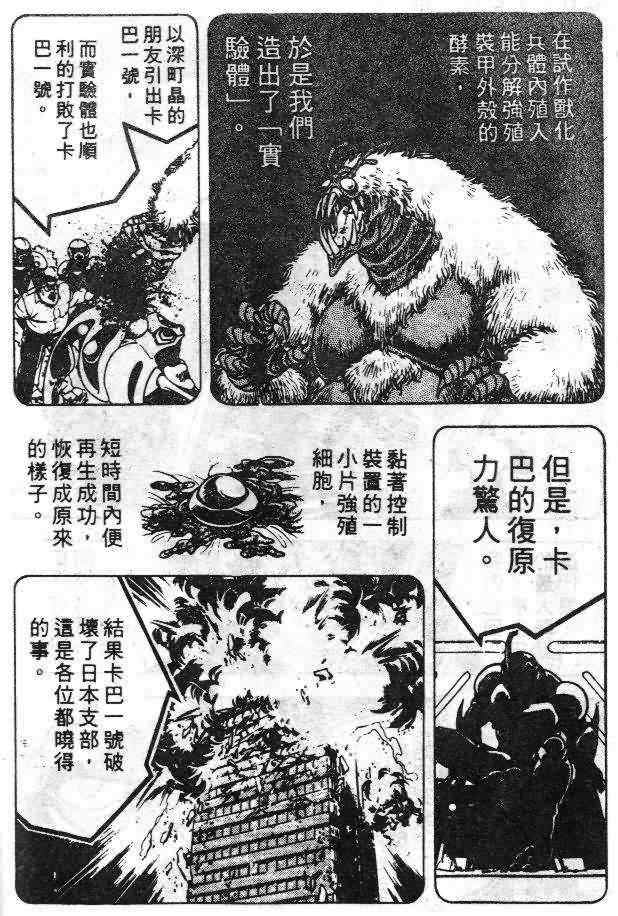 在試作獸化
兵體內殖入
能分解強殖
裝甲外殼的
酵素，
於是我們
造出了「實
驗體」。
以深町晶的
朋友引出卡
巴一號，
而實驗體也順
利的打敗了卡
巴一號。
但是，卡
巴的復原
力驚人。
黏著控制
裝置的一
小片強殖
細胞，
短時間內便
再生成功，
恢復成原來
的樣子。
結果卡巴一號破
壞了日本支部，
這是各位都曉得
的事。